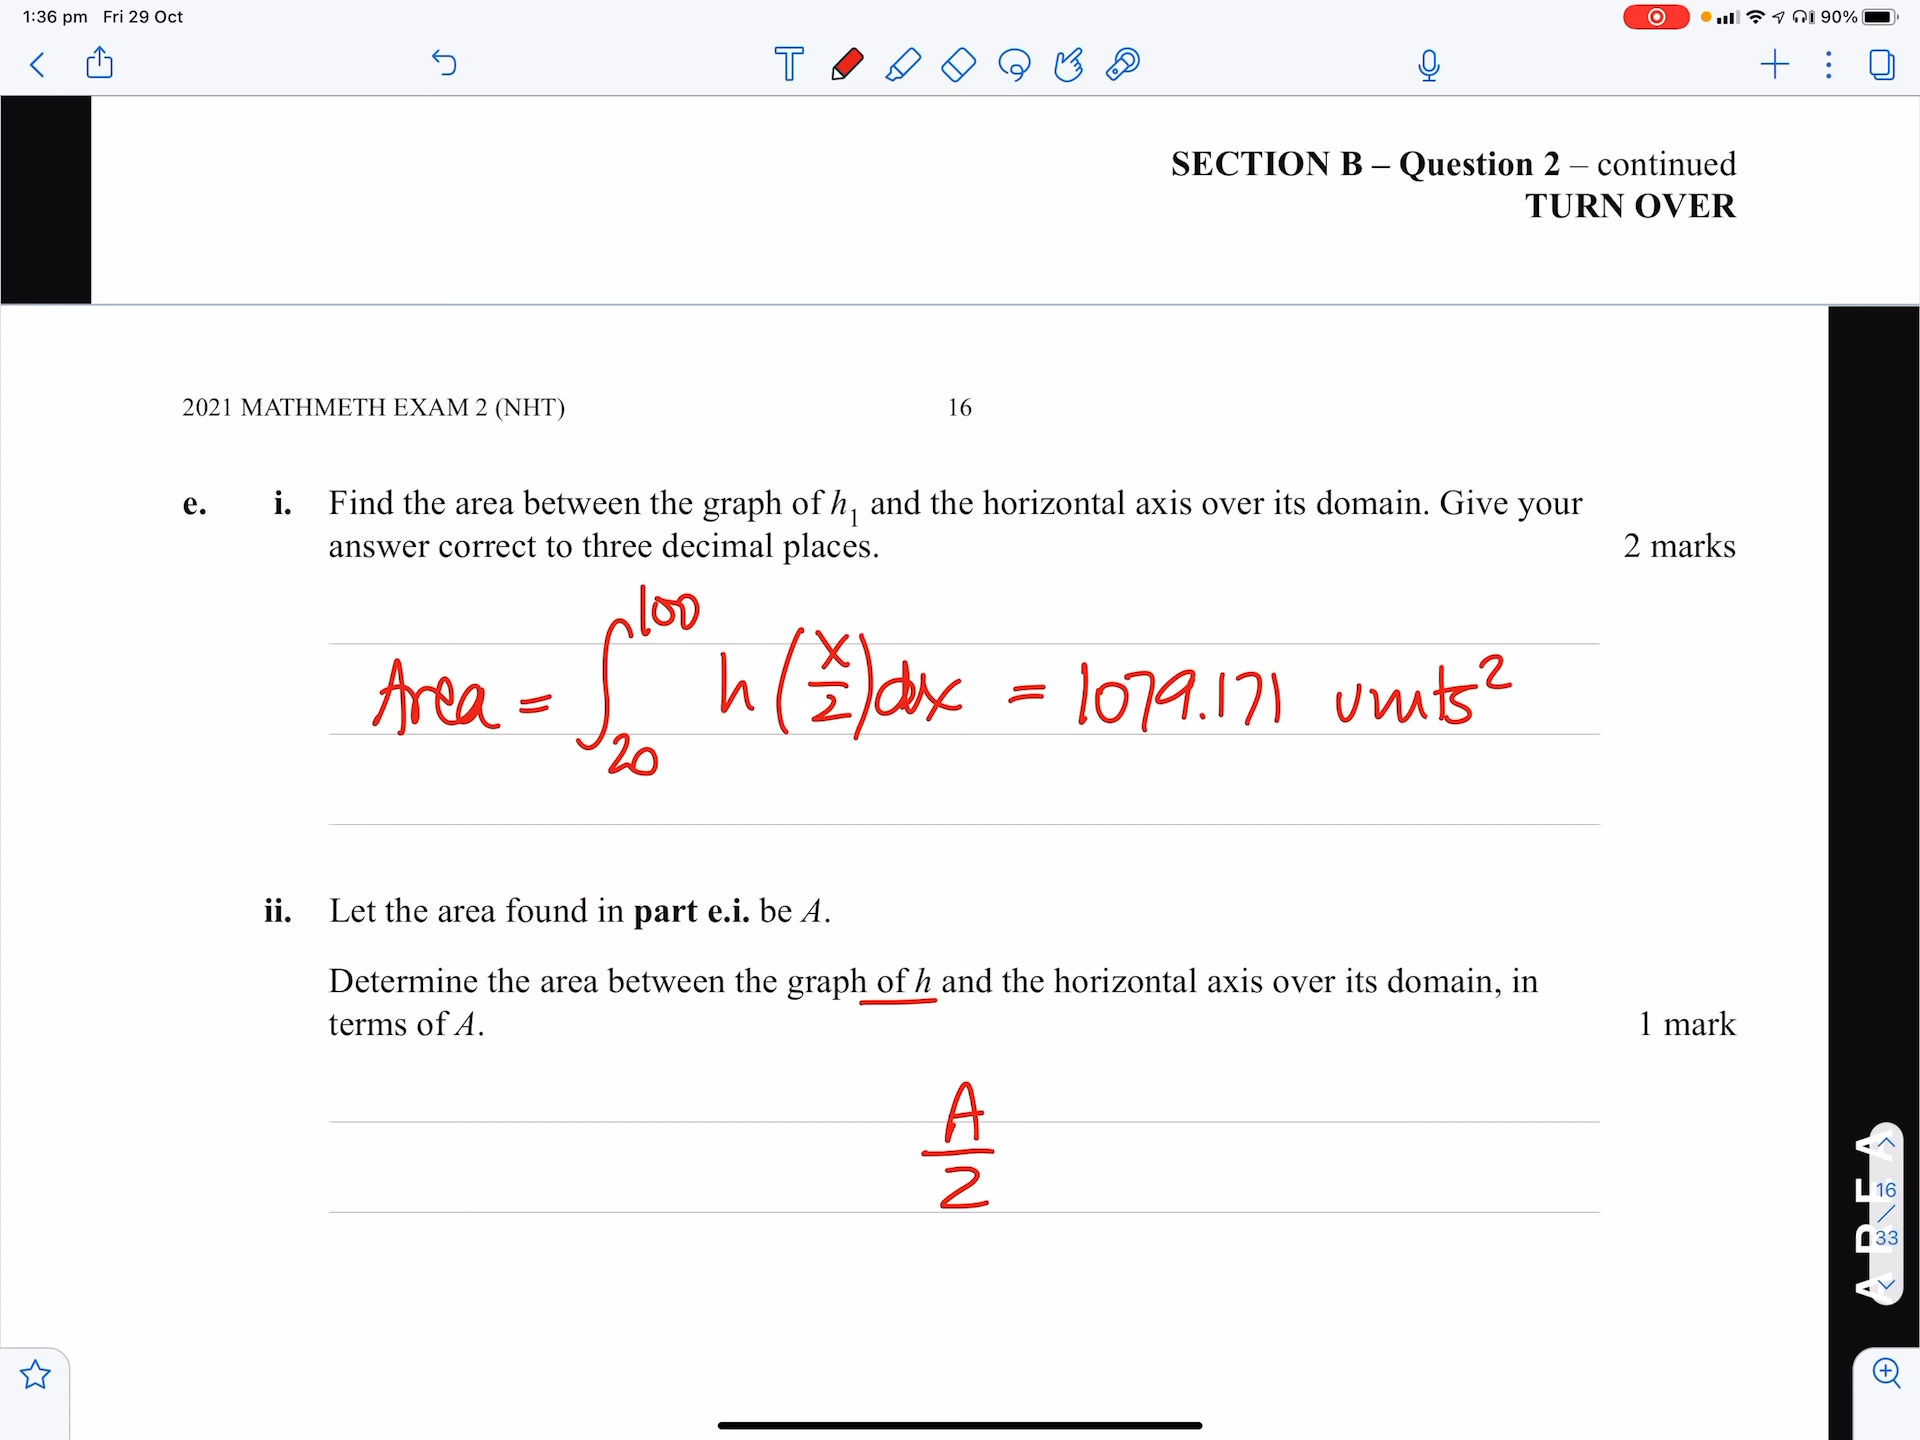 1:36 pm Fri 29 Oct
90%
SECTION B – Question 2 – continued
TURN OVER
2021 MATHMETH EXAM 2 (NHT)
16
e. i. Find the area between the graph of h₁ and the horizontal axis over its domain. Give your
answer correct to three decimal places.
2 marks
Area = ∫₂₀¹⁰⁰ h(x/2)dx = 1079.171 units²
ii. Let the area found in part e.i. be A.
Determine the area between the graph of h and the horizontal axis over its domain, in
terms of A.
1 mark
A/2
AREA
16/33